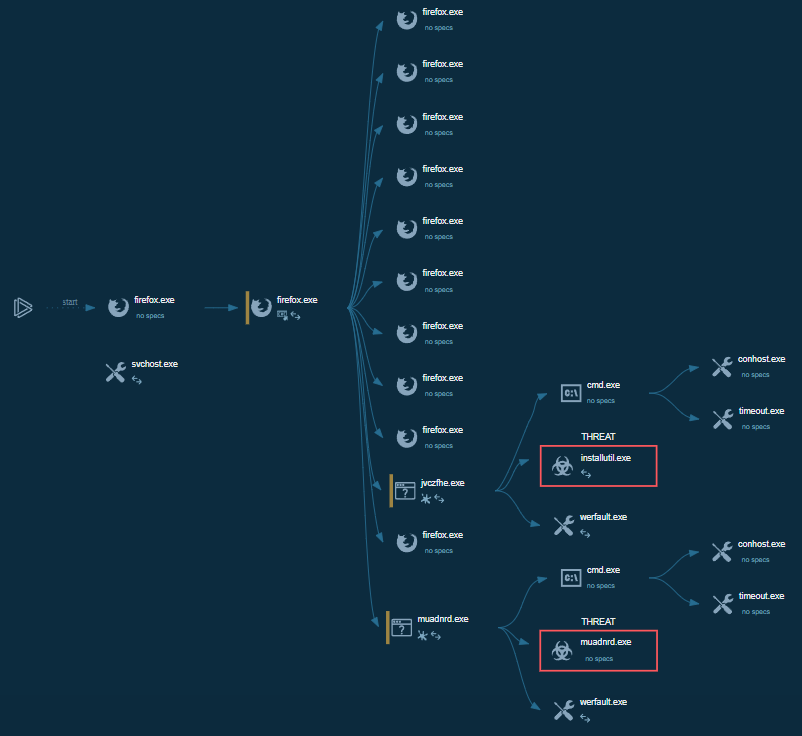 firefox.exe
no specs
firefox.exe
no specs
firefox.exe
no specs
firefox.exe
no specs
firefox.exe
no specs
firefox.exe
no specs
start
firefox.exe
no specs
firefox.exe
firefox.exe
no specs
svchost.exe
firefox.exe
no specs
firefox.exe
no specs
jvczfhe.exe
firefox.exe
no specs
muadnrd.exe
cmd.exe
no specs
THREAT
installutil.exe
werfault.exe
cmd.exe
no specs
THREAT
muadnrd.exe
no specs
werfault.exe
conhost.exe
no specs
timeout.exe
no specs
conhost.exe
no specs
timeout.exe
no specs
C:\
C:\
?
?